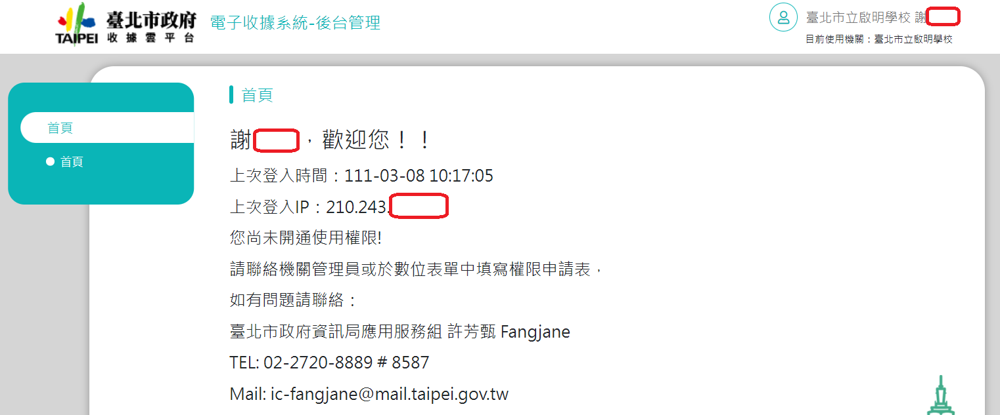 臺北市政府
TAIPEI 收據雲平台
電子收據系統-後台管理
臺北市立啟明學校 謝
目前使用機關：臺北市立啟明學校
首頁
首頁
首頁
謝 ，歡迎您！！
上次登入時間：111-03-08 10:17:05
上次登入IP：210.243.
您尚未開通使用權限!
請聯絡機關管理員或於數位表單中填寫權限申請表，
如有問題請聯絡：
臺北市政府資訊局應用服務組 許芳甄 Fangjane
TEL: 02-2720-8889 # 8587
Mail: ic-fangjane@mail.taipei.gov.tw